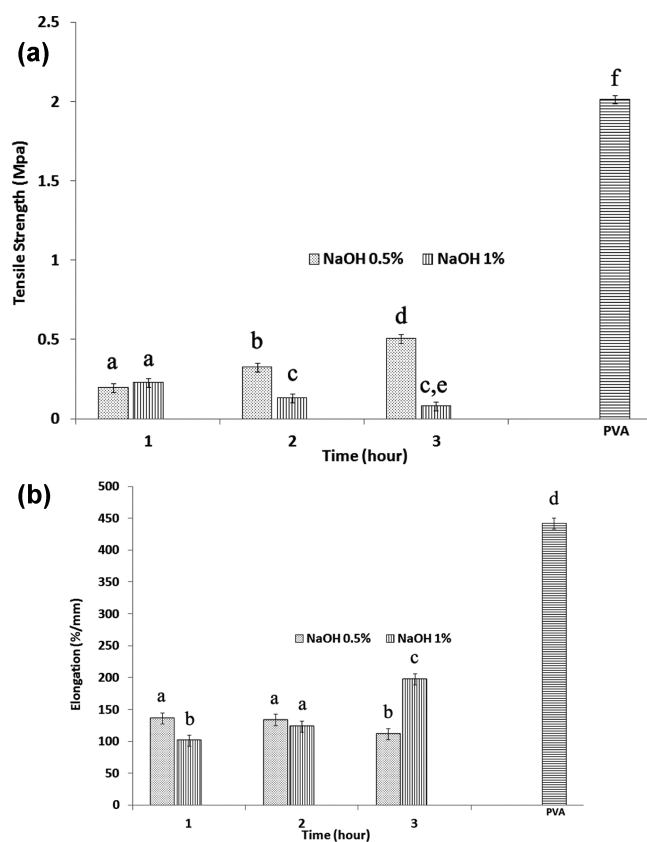 (a)
Tensile Strength (Mpa)
2.5
2
1.5
1
0.5
0
f
NaOH 0.5% NaOH 1%
a a b c d c,e
1 2 3 PVA
Time (hour)
(b)
Elongation (%/mm)
500
450
400
350
300
250
200
150
100
50
0
d
NaOH 0.5% NaOH 1%
a b a a b c
1 2 3 PVA
Time (hour)